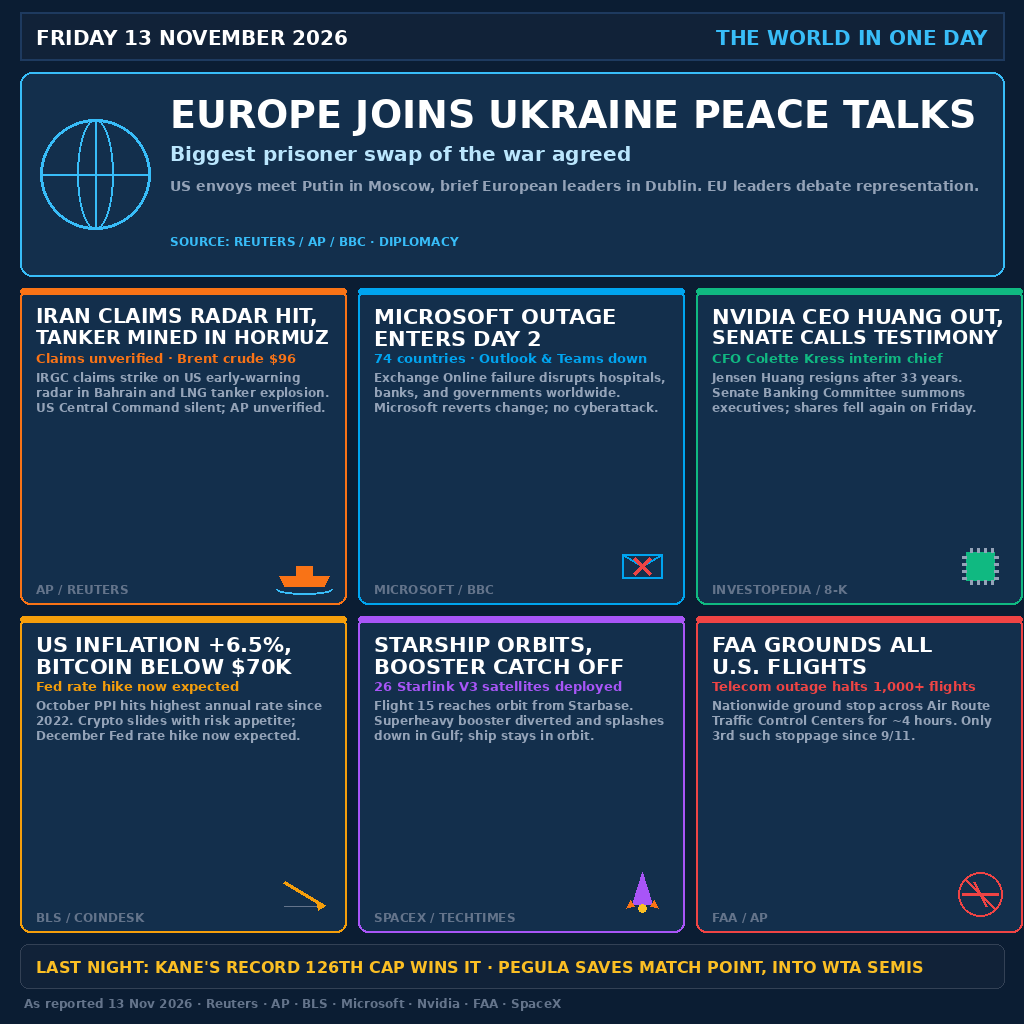 FRIDAY 13 NOVEMBER 2026
THE WORLD IN ONE DAY
EUROPE JOINS UKRAINE PEACE TALKS
Biggest prisoner swap of the war agreed
US envoys meet Putin in Moscow, brief European leaders in Dublin. EU leaders debate representation.
SOURCE: REUTERS / AP / BBC · DIPLOMACY
IRAN CLAIMS RADAR HIT,
TANKER MINED IN HORMUZ
Claims unverified · Brent crude $96
IRGC claims strike on US early-warning
radar in Bahrain and LNG tanker explosion.
US Central Command silent; AP unverified.
AP / REUTERS
MICROSOFT OUTAGE
ENTERS DAY 2
74 countries · Outlook & Teams down
Exchange Online failure disrupts hospitals,
banks, and governments worldwide.
Microsoft reverts change; no cyberattack.
MICROSOFT / BBC
NVIDIA CEO HUANG OUT,
SENATE CALLS TESTIMONY
CFO Colette Kress interim chief
Jensen Huang resigns after 33 years.
Senate Banking Committee summons
executives; shares fell again on Friday.
INVESTOPEDIA / 8-K
US INFLATION +6.5%,
BITCOIN BELOW $70K
Fed rate hike now expected
October PPI hits highest annual rate since
2022. Crypto slides with risk appetite;
December Fed rate hike now expected.
BLS / COINDESK
STARSHIP ORBITS,
BOOSTER CATCH OFF
26 Starlink V3 satellites deployed
Flight 15 reaches orbit from Starbase.
Superheavy booster diverted and splashes
down in Gulf; ship stays in orbit.
SPACEX / TECHTIMES
FAA GROUNDS ALL
U.S. FLIGHTS
Telecom outage halts 1,000+ flights
Nationwide ground stop across Air Route
Traffic Control Centers for ~4 hours. Only
3rd such stoppage since 9/11.
FAA / AP
LAST NIGHT: KANE'S RECORD 126TH CAP WINS IT · PEGULA SAVES MATCH POINT, INTO WTA SEMIS
As reported 13 Nov 2026 · Reuters · AP · BLS · Microsoft · Nvidia · FAA · SpaceX